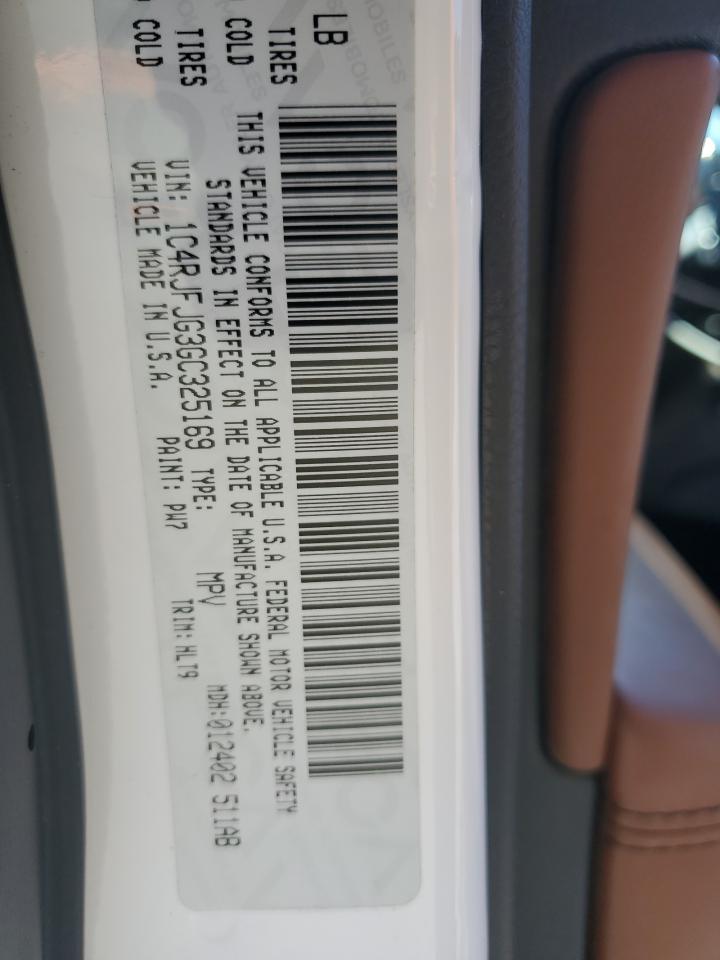 LB
TIRES
COLD
TIRES
COLD
THIS VEHICLE CONFORMS TO ALL APPLICABLE U.S.A. FEDERAL MOTOR VEHICLE SAFETY
STANDARDS IN EFFECT ON THE DATE OF MANUFACTURE SHOWN ABOVE.
VIN: 1C4RJFJG3GC325169 TYPE: MPV MDH:012402 511AB
VEHICLE MADE IN U.S.A. PAINT: PW7 TRIM:HLT9